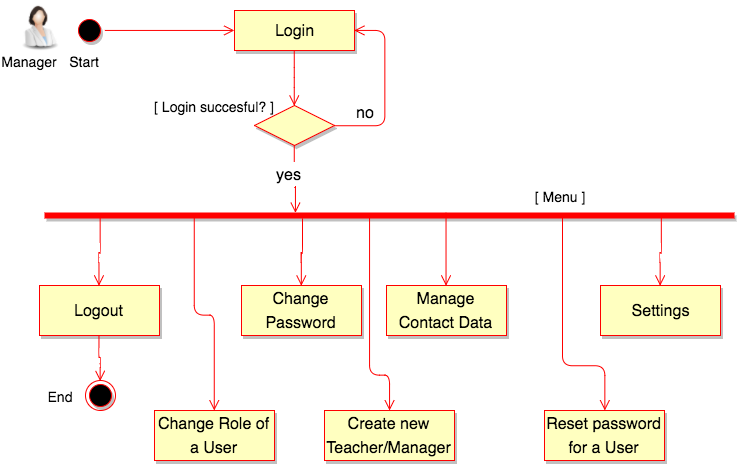 Login
Manager
Start
[ Login succesful? ]
no
yes
[ Menu ]
Logout
Change
Password
Manage
Contact Data
Settings
End
Change Role of
a User
Create new
Teacher/Manager
Reset password
for a User